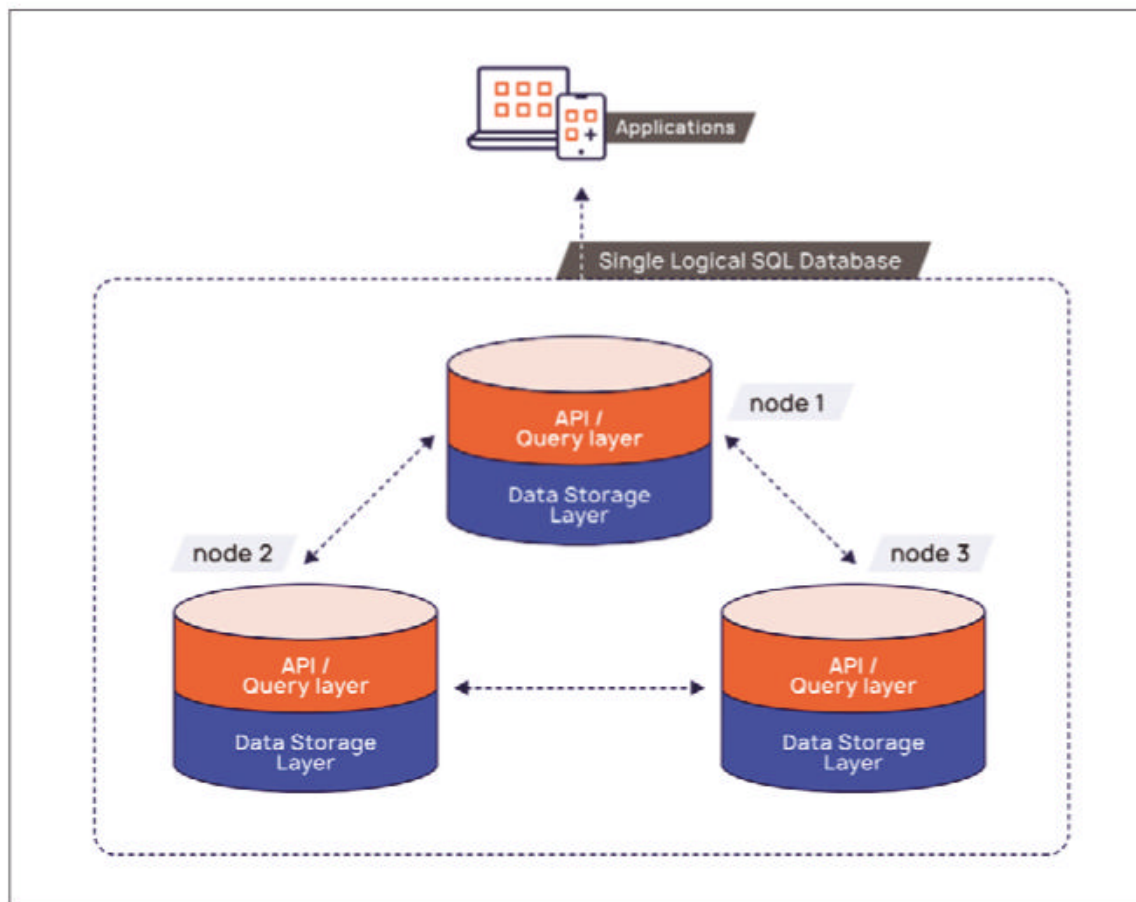 Applications
Single Logical SQL Database
node 1
API /
Query layer
Data Storage
Layer
node 2
API /
Query layer
Data Storage
Layer
node 3
API /
Query layer
Data Storage
Layer